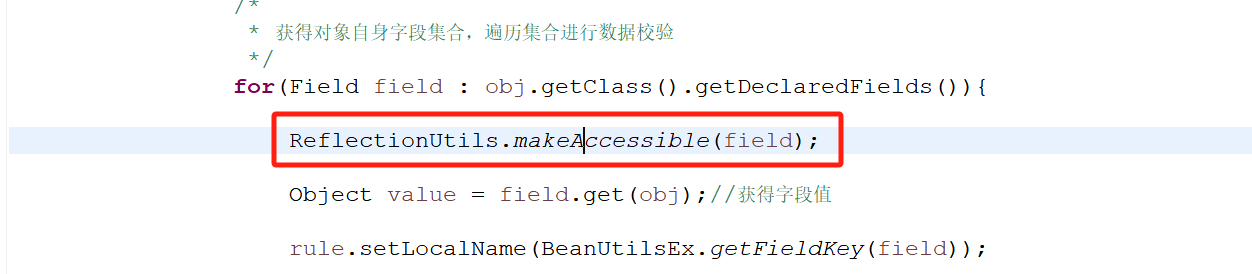 /*
* 获得对象自身字段集合，遍历集合进行数据校验
*/
for(Field field : obj.getClass().getDeclaredFields()){
ReflectionUtils.makeAccessible(field);
Object value = field.get(obj);//获得字段值
rule.setLocalName(BeanUtilsEx.getFieldKey(field));